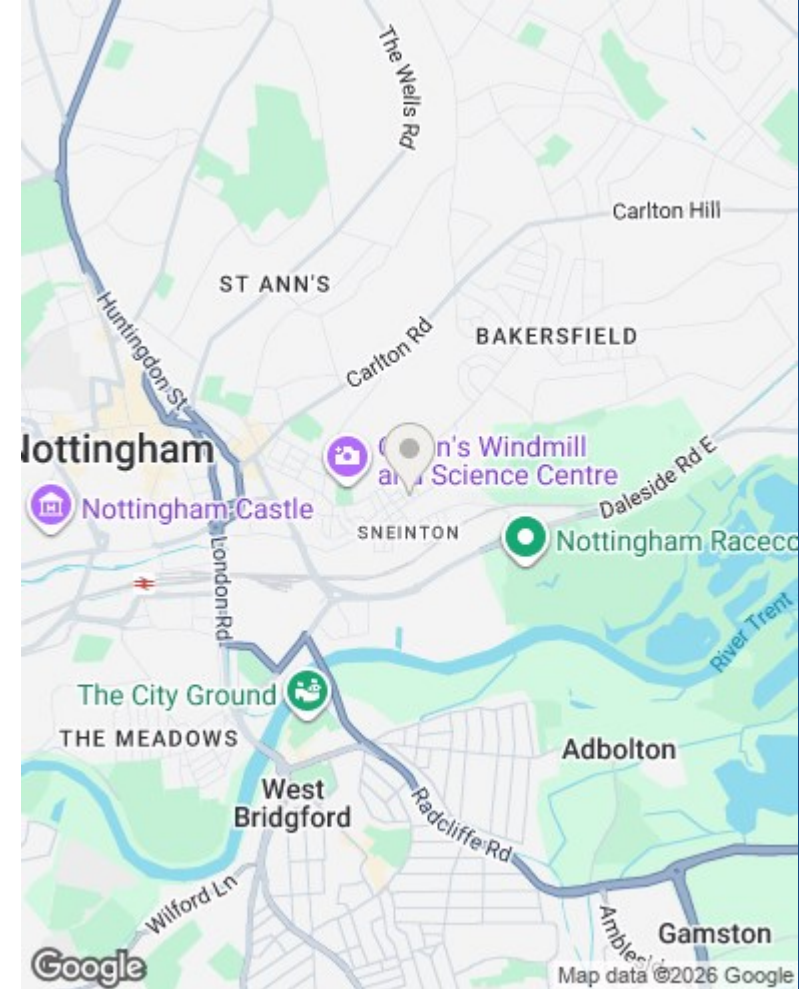 The Wells Rd
Carlton Hill
ST ANN'S
Huntingdon St
Carlton Rd
BAKERSFIELD
Nottingham
Windmill
Science Centre
Nottingham Castle
Daleside Rd E
SNEINTON
Nottingham
London Rd
River Trent
The City Ground
THE MEADOWS
Adbolton
West
Bridgford
Radcliffe Rd
Wilford Ln
Gamston
Google
Map data ©2026 Google